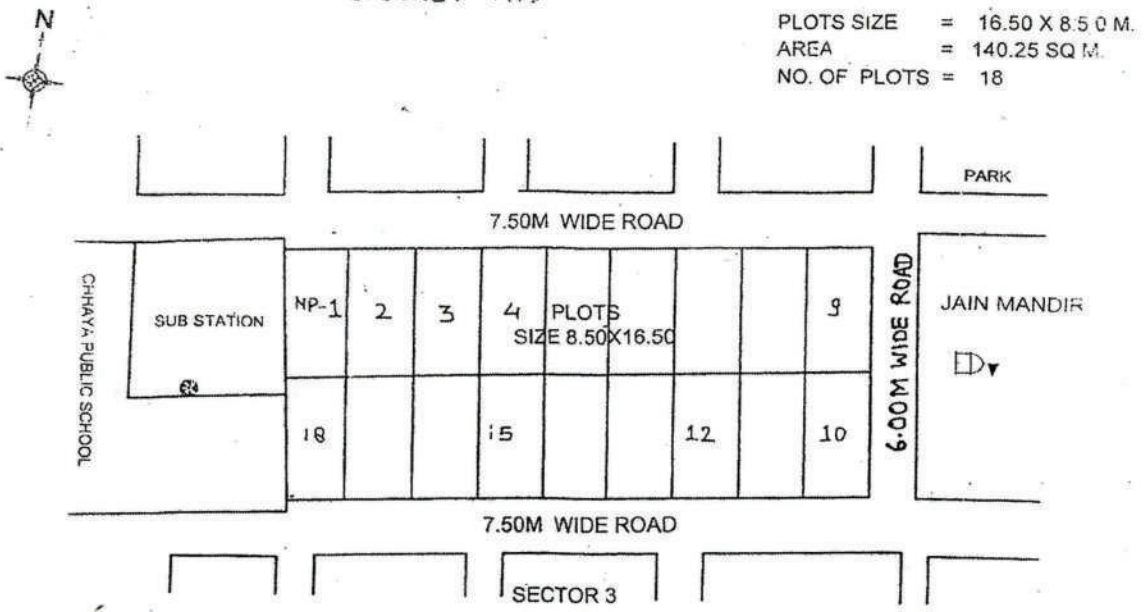 N
PLOTS SIZE = 16.50 X 8.50 M.
AREA = 140.25 SQ M.
NO. OF PLOTS = 18
PARK
7.50M WIDE ROAD
CHHAYA PUBLIC SCHOOL
SUB STATION
NP-1 2 3 4 9
PLOTS
SIZE 8.50X16.50
6.00M WIDE ROAD
JAIN MANDIR
18 15 12 10
7.50M WIDE ROAD
SECTOR 3